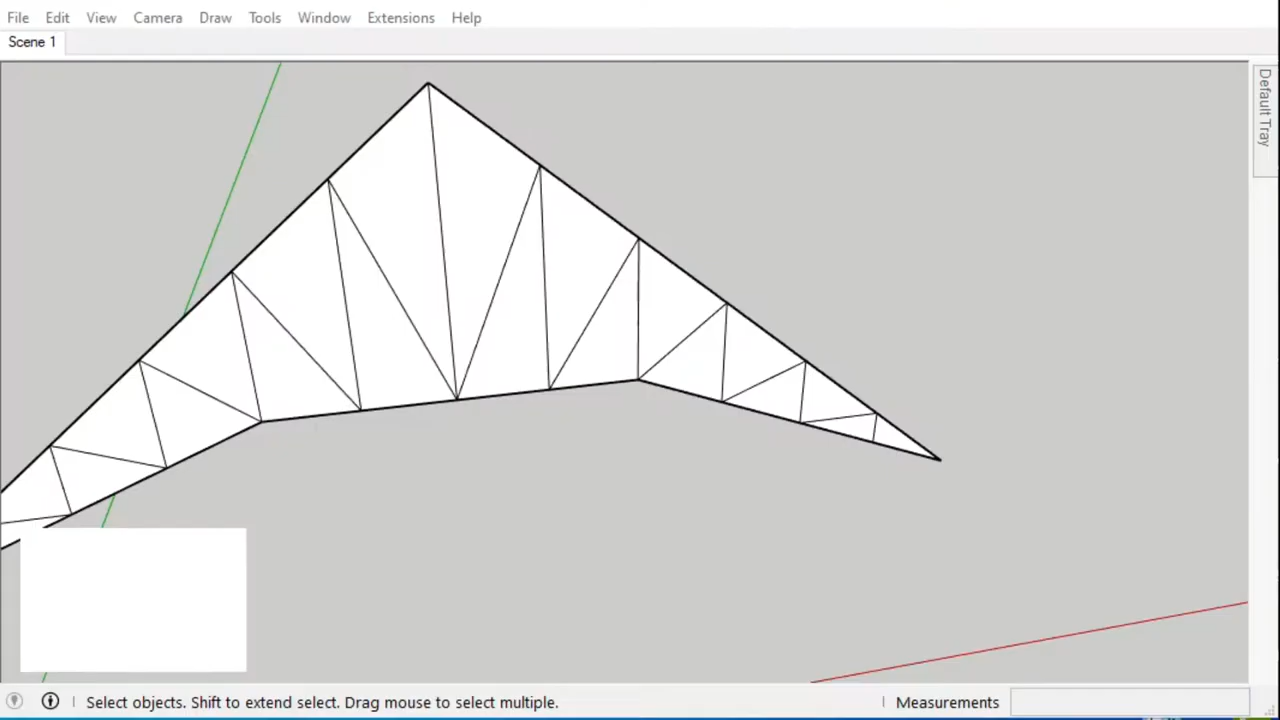 File Edit View Camera Draw Tools Window Extensions Help
Scene 1
Default Tray
Select objects. Shift to extend select. Drag mouse to select multiple.
Measurements